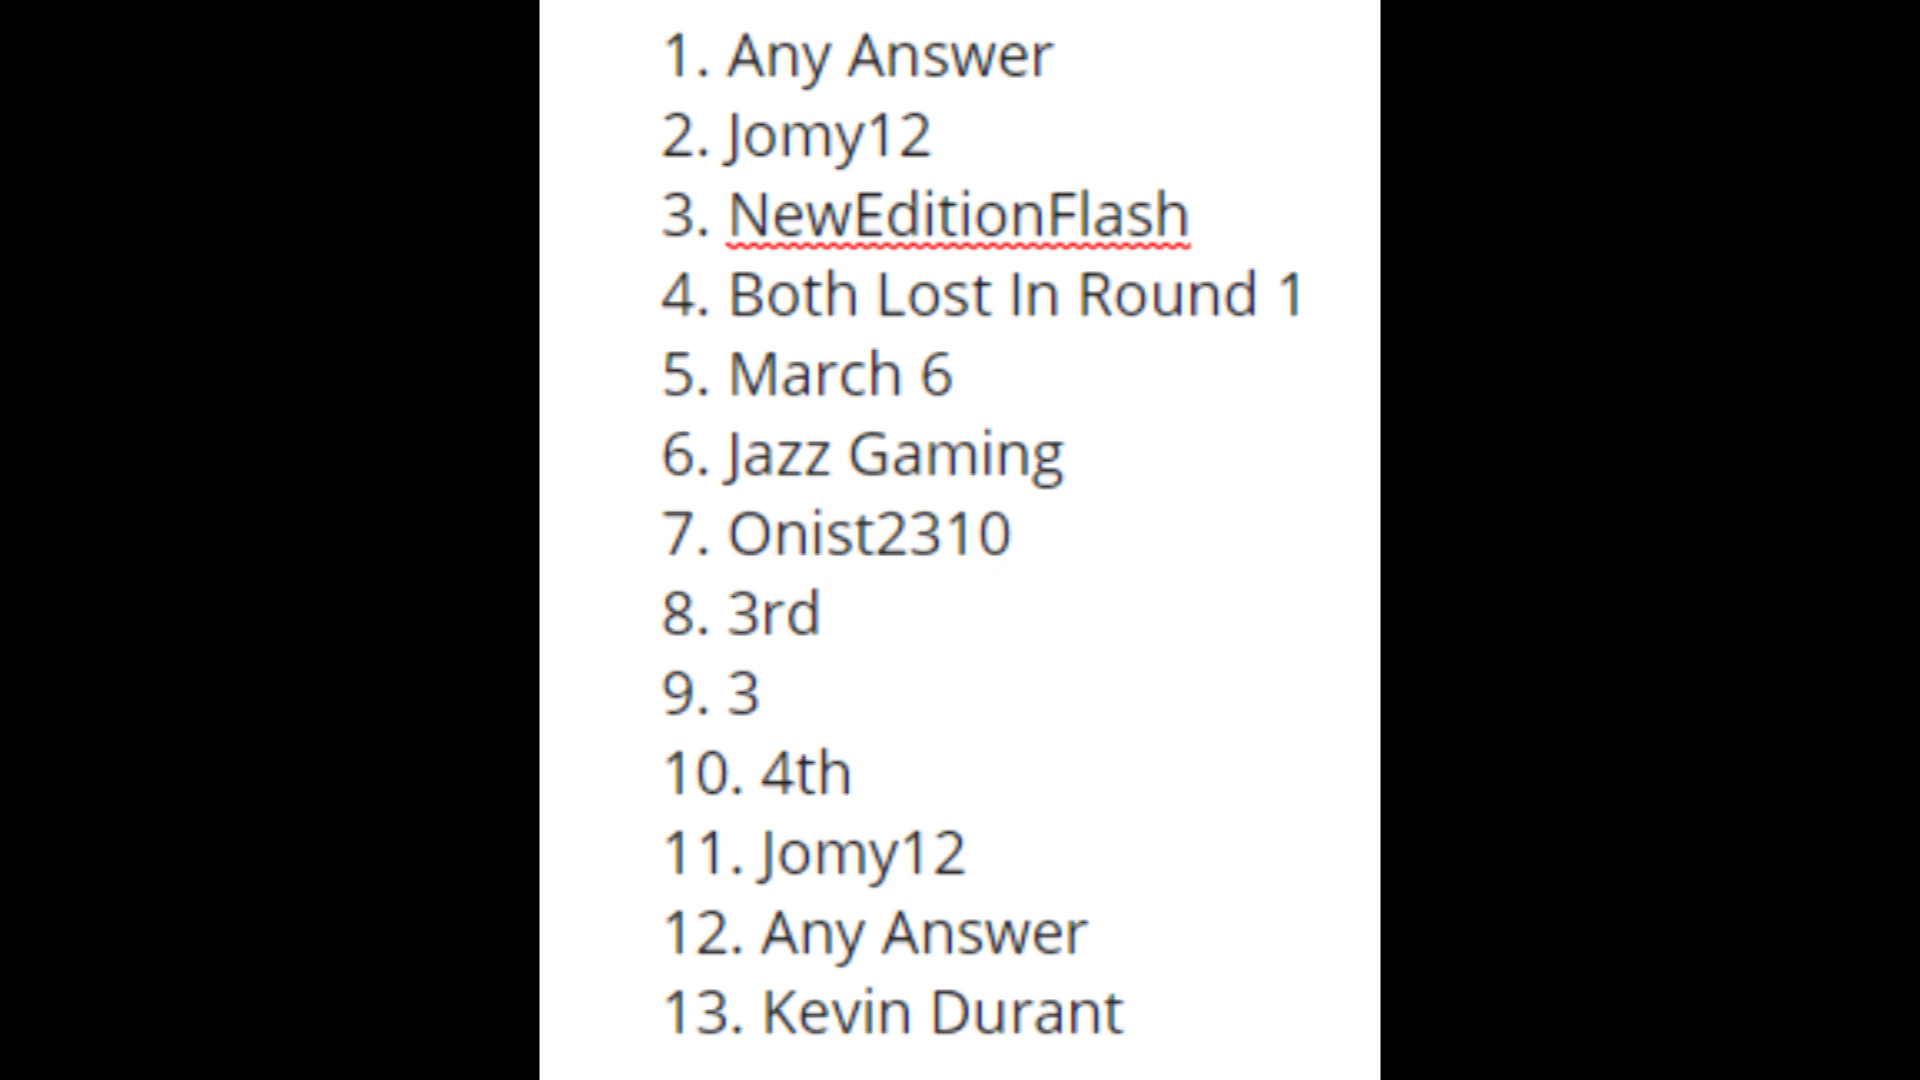 1. Any Answer
2. Jomy12
3. NewEditionFlash
4. Both Lost In Round 1
5. March 6
6. Jazz Gaming
7. Onist2310
8. 3rd
9. 3
10. 4th
11. Jomy12
12. Any Answer
13. Kevin Durant